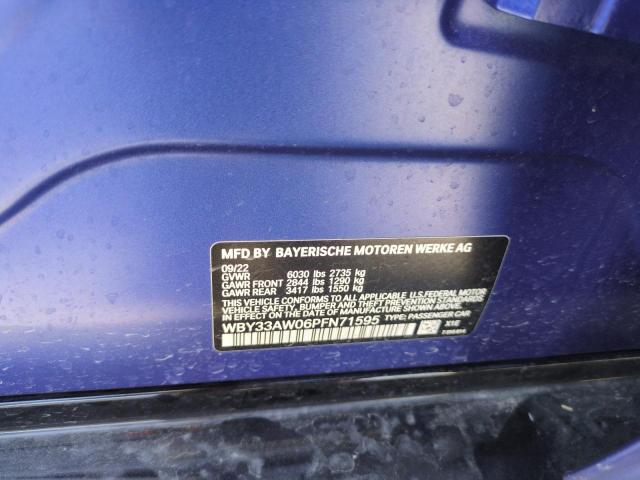 MFD BY BAYERISCHE MOTOREN WERKE AG
09/22
GVWR 6030 lbs 2735 kg
GAWR FRONT 2844 lbs 1290 kg
GAWR REAR 3417 lbs 1550 kg
THIS VEHICLE CONFORMS TO ALL APPLICABLE U.S. FEDERAL MOTOR
VEHICLE SAFETY, BUMPER AND THEFT PREVENTION STANDARDS
IN EFFECT ON THE DATE OF MANUFACTURE SHOWN ABOVE.
WBY33AW06PFN71595 TYPE: PASSENGER CAR
X1E